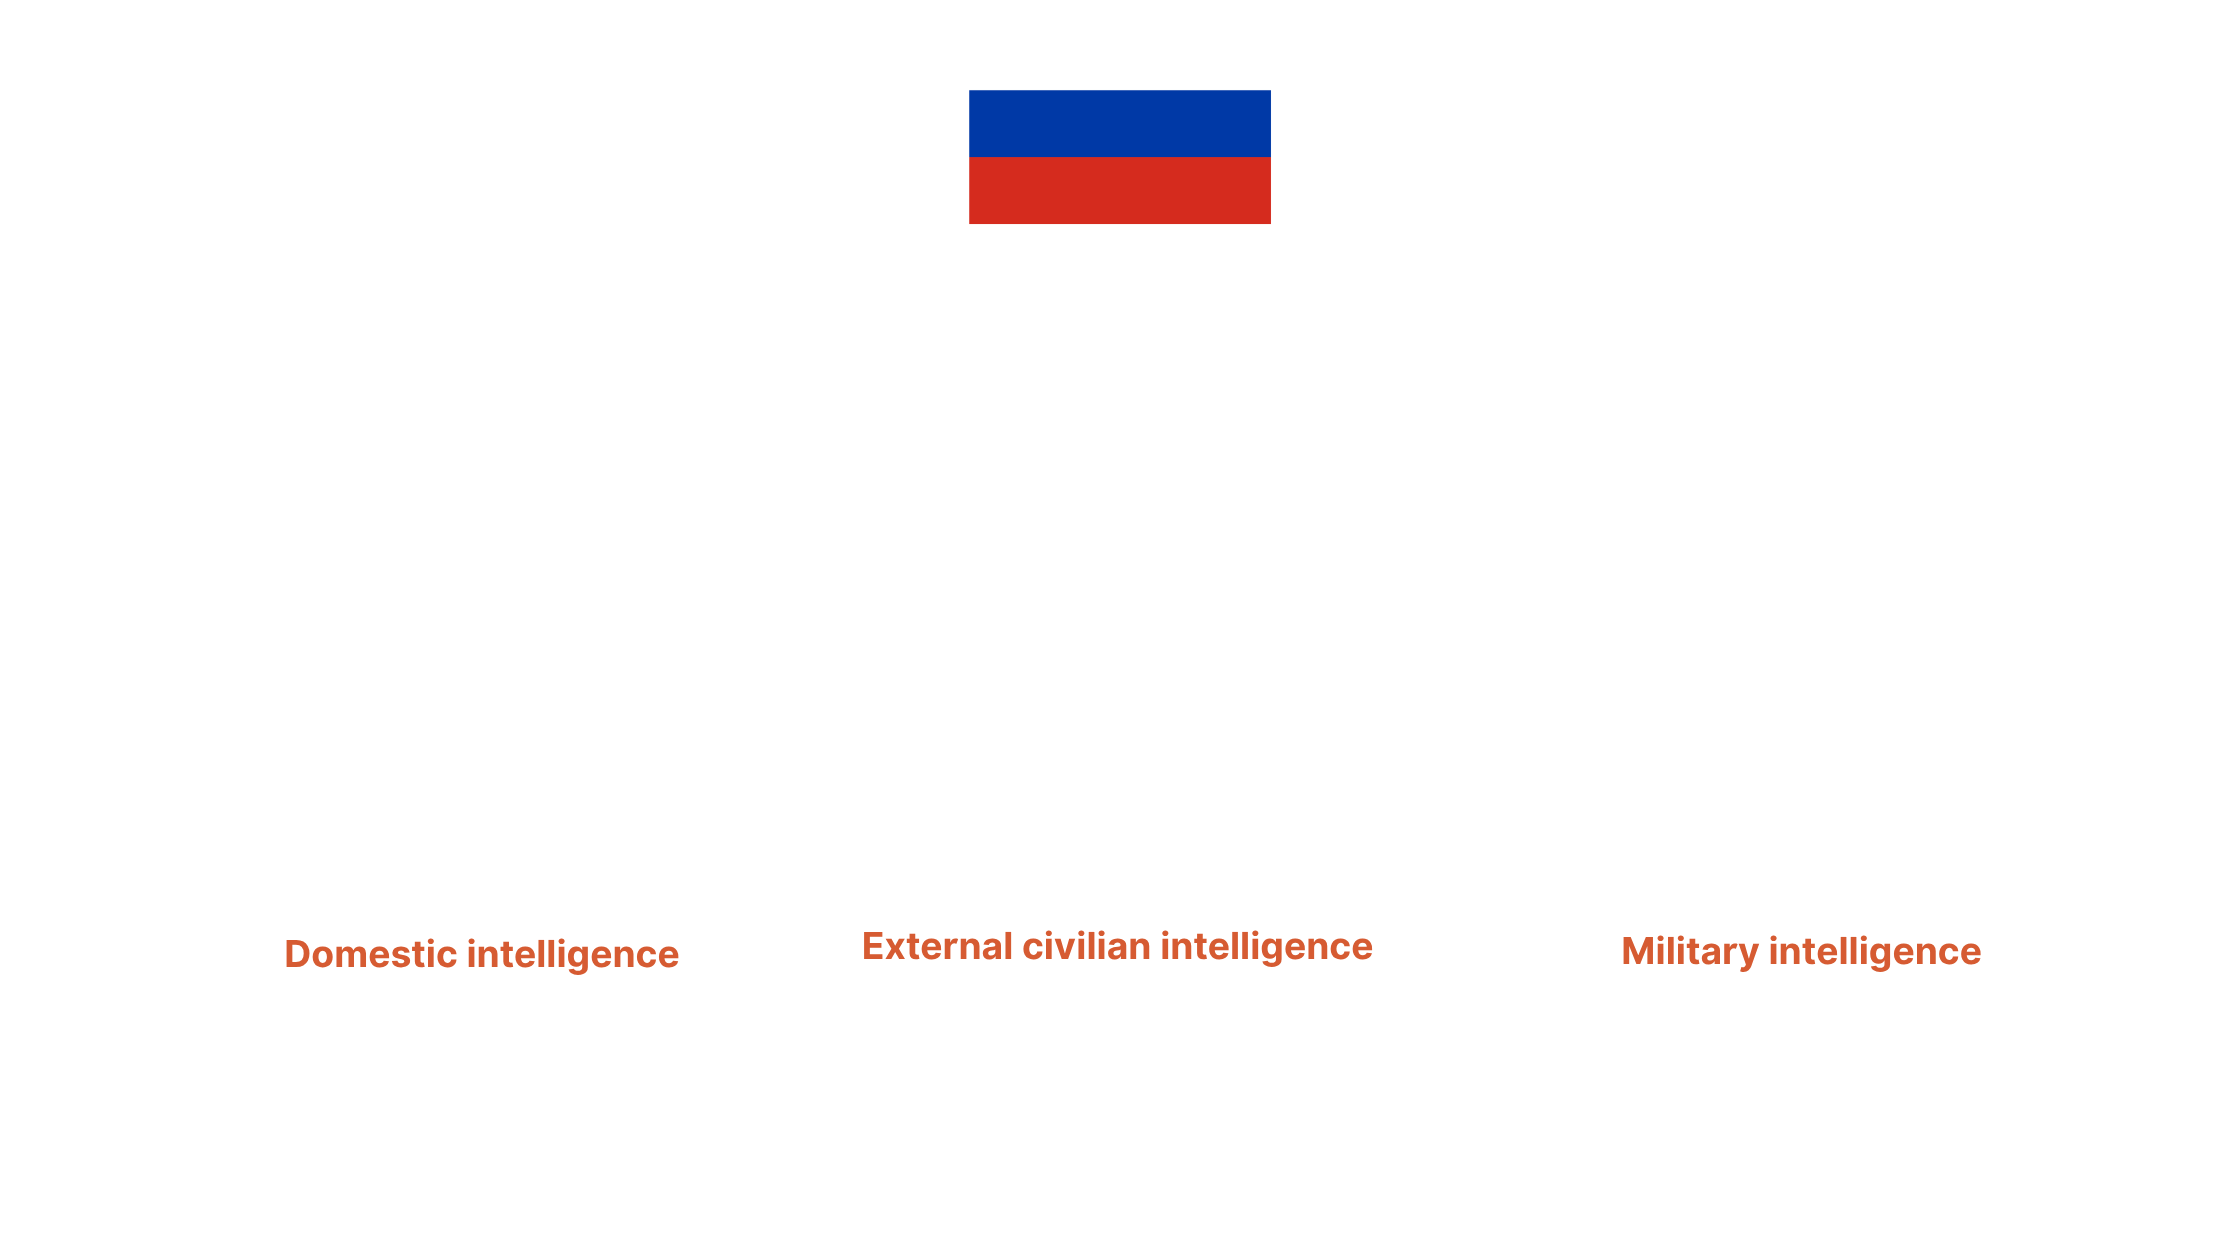 Domestic intelligence
External civilian intelligence
Military intelligence